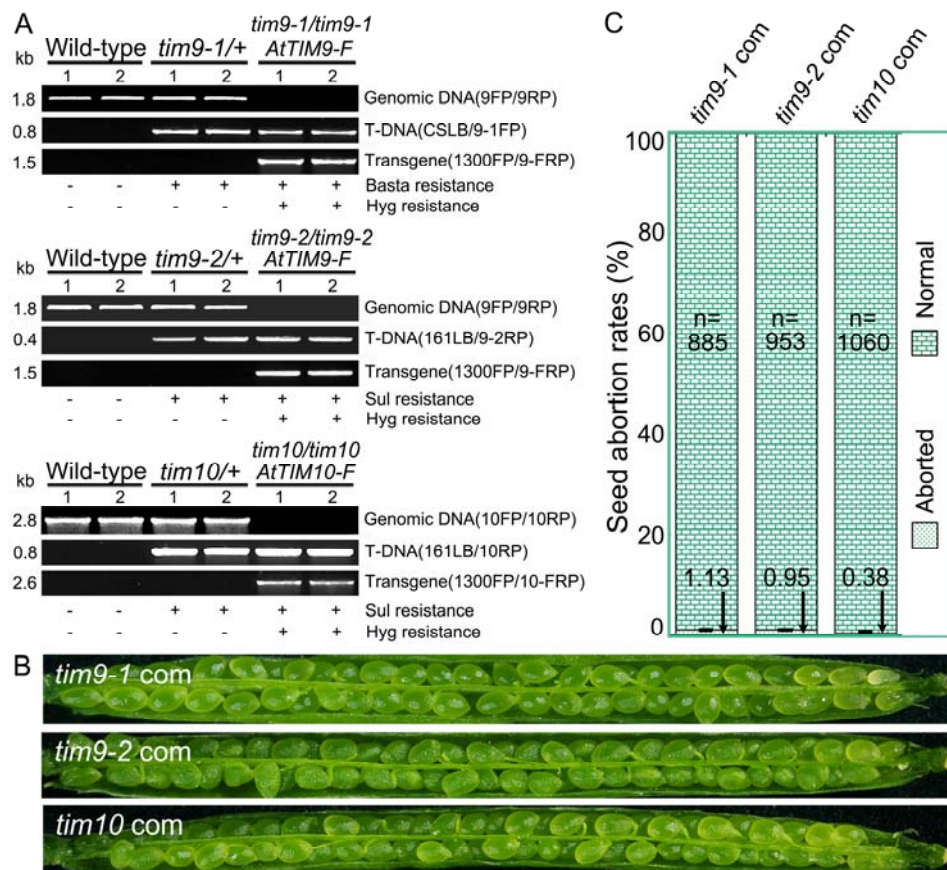 A
tim9-1/tim9-1
Wild-type tim9-1/+ AtTIM9-F
kb 1 2 1 2 1 2
1.8 Genomic DNA(9FP/9RP)
0.8 T-DNA(CSLB/9-1FP)
1.5 Transgene(1300FP/9-FRP)
- - + + + + Basta resistance
- - - - + + Hyg resistance
tim9-2/tim9-2
Wild-type tim9-2/+ AtTIM9-F
kb 1 2 1 2 1 2
1.8 Genomic DNA(9FP/9RP)
0.4 T-DNA(161LB/9-2RP)
1.5 Transgene(1300FP/9-FRP)
- - + + + + Sul resistance
- - - - + + Hyg resistance
tim10/tim10
Wild-type tim10/+ AtTIM10-F
kb 1 2 1 2 1 2
2.8 Genomic DNA(10FP/10RP)
0.8 T-DNA(161LB/10RP)
2.6 Transgene(1300FP/10-FRP)
- - + + + + Sul resistance
- - - - + + Hyg resistance
C
tim9-1 com
tim9-2 com
tim10 com
Seed abortion rates (%)
100
80
60
40
20
0
n= n= n=
885 953 1060
1.13 0.95 0.38
Normal
Aborted
B
tim9-1 com
tim9-2 com
tim10 com